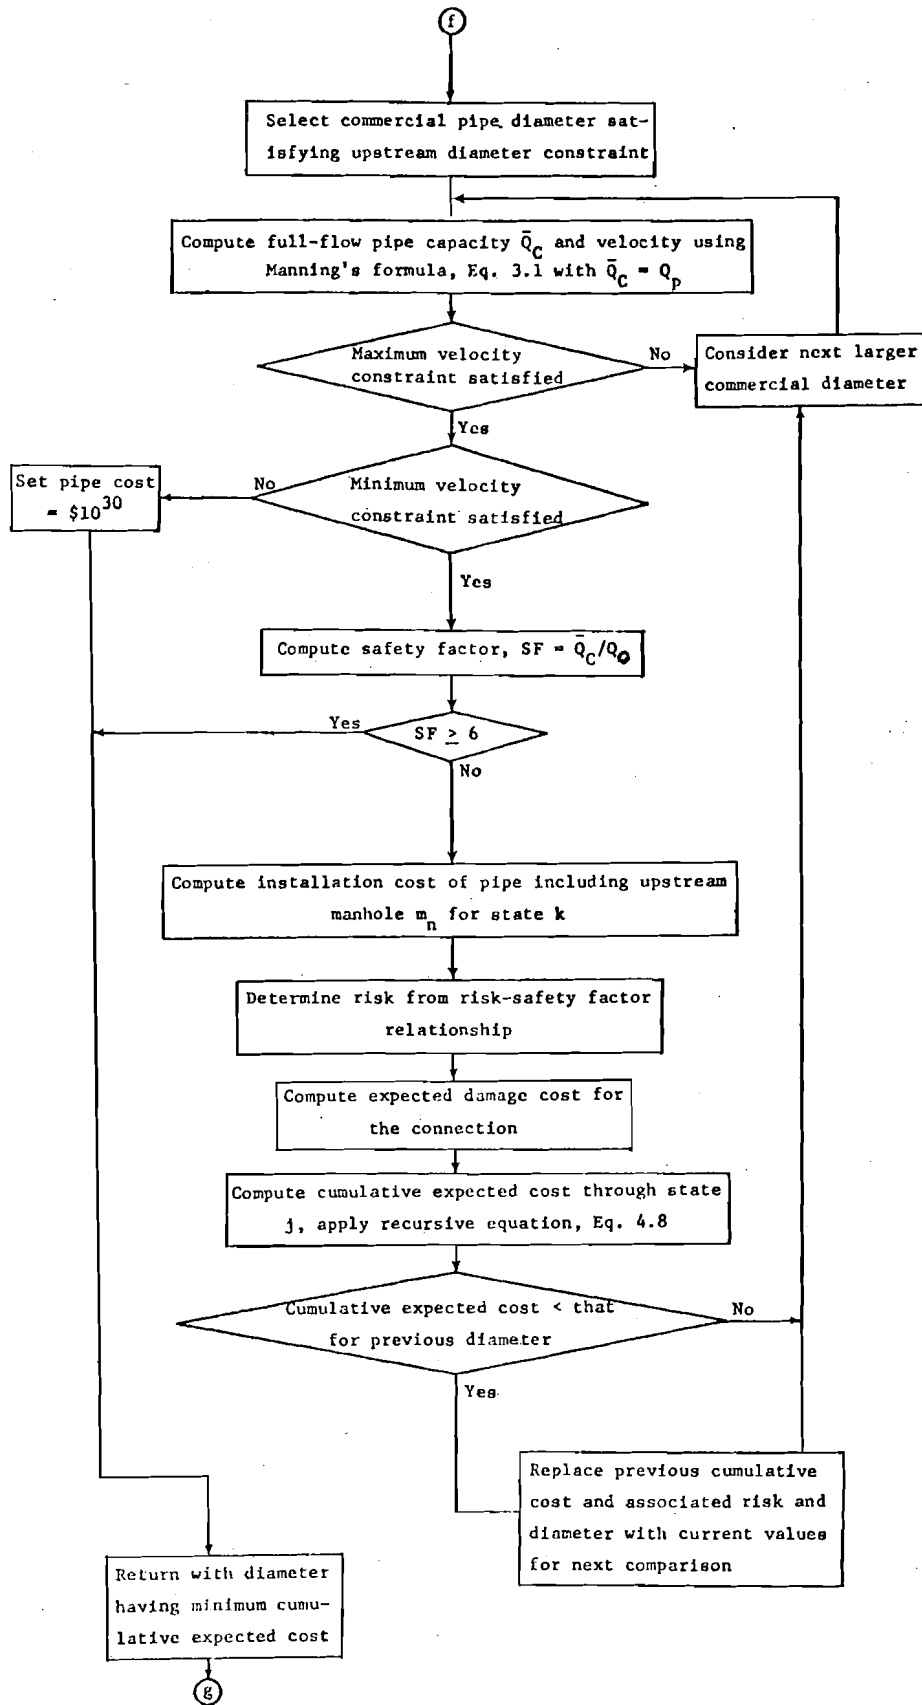 f
Select commercial pipe diameter sat-
isfying upstream diameter constraint
Compute full-flow pipe capacity Q̄_C and velocity using
Manning's formula, Eq. 3.1 with Q̄_C = Q_p
Maximum velocity
constraint satisfied
No
Consider next larger
commercial diameter
Yes
Set pipe cost
= $10^30
No
Minimum velocity
constraint satisfied
Yes
Compute safety factor, SF = Q̄_C/Q_0
Yes
SF ≥ 6
No
Compute installation cost of pipe including upstream
manhole m_n for state k
Determine risk from risk-safety factor
relationship
Compute expected damage cost for
the connection
Compute cumulative expected cost through state
j, apply recursive equation, Eq. 4.8
Cumulative expected cost < that
for previous diameter
No
Yes
Replace previous cumulative
cost and associated risk and
diameter with current values
for next comparison
Return with diameter
having minimum cumu-
lative expected cost
g